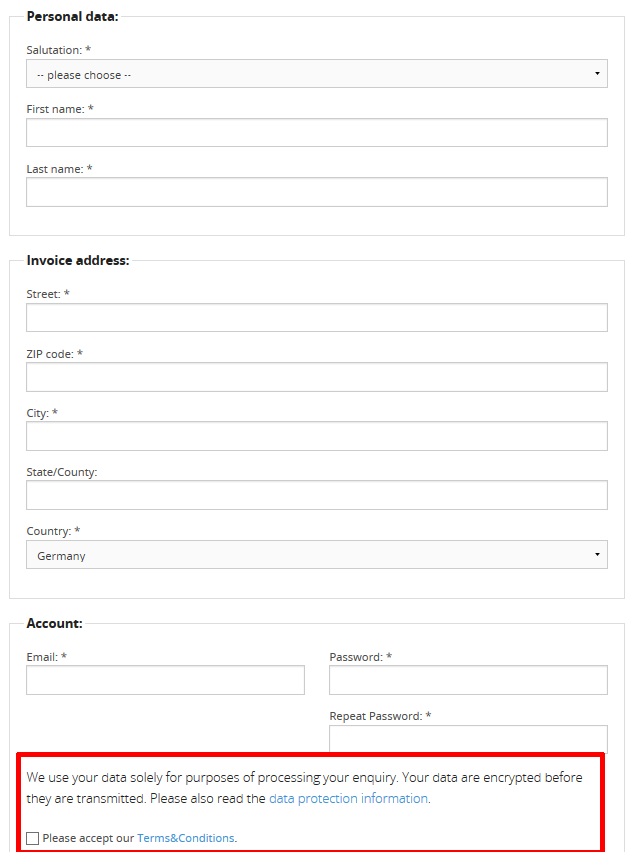 Personal data:
Salutation: *
-- please choose --
First name: *
Last name: *
Invoice address:
Street: *
ZIP code: *
City: *
State/County:
Country: *
Germany
Account:
Email: *
Password: *
Repeat Password: *
We use your data solely for purposes of processing your enquiry. Your data are encrypted before
they are transmitted. Please also read the data protection information.
Please accept our Terms&Conditions.